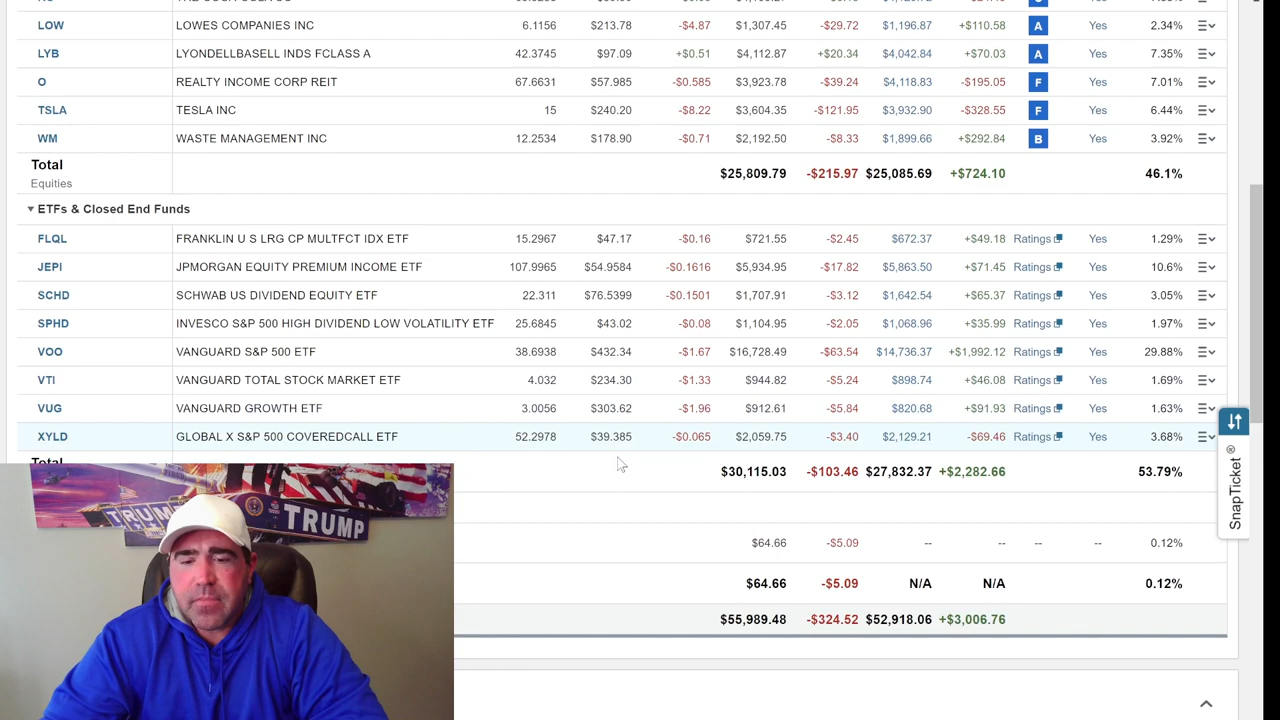 LOW LOWES COMPANIES INC 6.1156 $213.78 -$4.87 $1,307.45 -$29.72 $1,196.87 +$110.58 A Yes 2.34%
LYB LYONDELLBASELL INDS FCLASS A 42.3745 $97.09 +$0.51 $4,112.87 +$20.34 $4,042.84 +$70.03 A Yes 7.35%
O REALTY INCOME CORP REIT 67.6631 $57.985 -$0.585 $3,923.78 -$39.24 $4,118.83 -$195.05 F Yes 7.01%
TSLA TESLA INC 15 $240.20 -$8.22 $3,604.35 -$121.95 $3,932.90 -$328.55 F Yes 6.44%
WM WASTE MANAGEMENT INC 12.2534 $178.90 -$0.71 $2,192.50 -$8.33 $1,899.66 +$292.84 B Yes 3.92%
Total
Equities
$25,809.79 -$215.97 $25,085.69 +$724.10 46.1%
ETFs & Closed End Funds
FLQL FRANKLIN U S LRG CP MULTFCT IDX ETF 15.2967 $47.17 -$0.16 $721.55 -$2.45 $672.37 +$49.18 Ratings Yes 1.29%
JEPI JPMORGAN EQUITY PREMIUM INCOME ETF 107.9965 $54.9584 -$0.1616 $5,934.95 -$17.82 $5,863.50 +$71.45 Ratings Yes 10.6%
SCHD SCHWAB US DIVIDEND EQUITY ETF 22.311 $76.5399 -$0.1501 $1,707.91 -$3.12 $1,642.54 +$65.37 Ratings Yes 3.05%
SPHD INVESCO S&P 500 HIGH DIVIDEND LOW VOLATILITY ETF 25.6845 $43.02 -$0.08 $1,104.95 -$2.05 $1,068.96 +$35.99 Ratings Yes 1.97%
VOO VANGUARD S&P 500 ETF 38.6938 $432.34 -$1.67 $16,728.49 -$63.54 $14,736.37 +$1,992.12 Ratings Yes 29.88%
VTI VANGUARD TOTAL STOCK MARKET ETF 4.032 $234.30 -$1.33 $944.82 -$5.24 $898.74 +$46.08 Ratings Yes 1.69%
VUG VANGUARD GROWTH ETF 3.0056 $303.62 -$1.96 $912.61 -$5.84 $820.68 +$91.93 Ratings Yes 1.63%
XYLD GLOBAL X S&P 500 COVEREDCALL ETF 52.2978 $39.385 -$0.065 $2,059.75 -$3.40 $2,129.21 -$69.46 Ratings Yes 3.68%
Total
$30,115.03 -$103.46 $27,832.37 +$2,282.66 53.79%
$64.66 -$5.09 -- -- -- -- 0.12%
$64.66 -$5.09 N/A N/A 0.12%
$55,989.48 -$324.52 $52,918.06 +$3,006.76
SnapTicket®
TRUMP
TRUMP